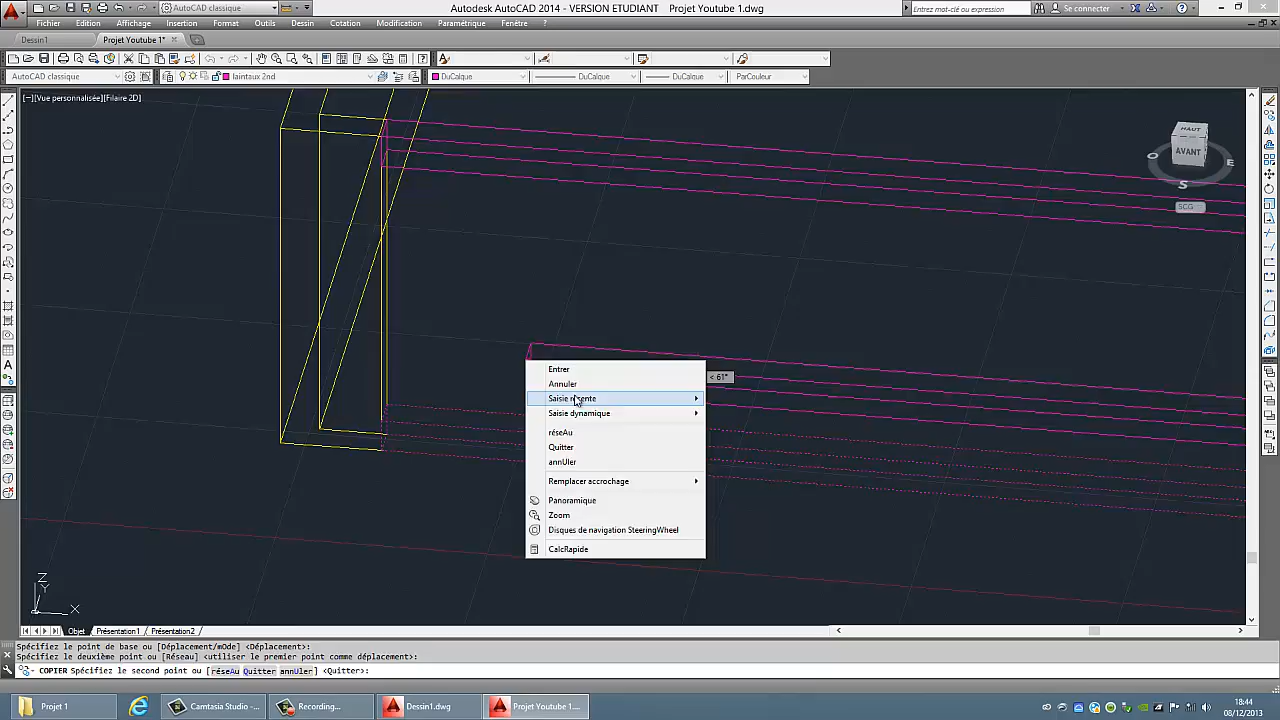 Autodesk AutoCAD 2014 - VERSION ETUDIANT Projet Youtube 1.dwg
AutoCAD classique
Entrez mot-clé ou expression
Se connecter
Fichier Edition Affichage Insertion Format Outils Dessin Cotation Modification Paramétrique Fenêtre
Dessin1 Projet Youtube 1*
AutoCAD classique laintaux 2nd DuCalque DuCalque DuCalque ParCouleur
[−][Vue personnalisée][Filaire 2D]
HAUT
AVANT
O E
S
SCG
< 61°
Entrer
Annuler
Saisie récente
Saisie dynamique
réseAu
Quitter
annUler
Remplacer accrochage
Panoramique
Zoom
Disques de navigation SteeringWheel
CalcRapide
Z
Y
X
Objet Présentation1 Présentation2
Spécifiez le point de base ou [Déplacement/mOde] <Déplacement>:
Spécifiez le deuxième point ou [Réseau] <utiliser le premier point comme déplacement>:
COPIER Spécifiez le second point ou [réseAu Quitter annUler] <Quitter>:
Projet 1 Camtasia Studio - ... Recording... Dessin1.dwg Projet Youtube 1....
18:44
08/12/2013